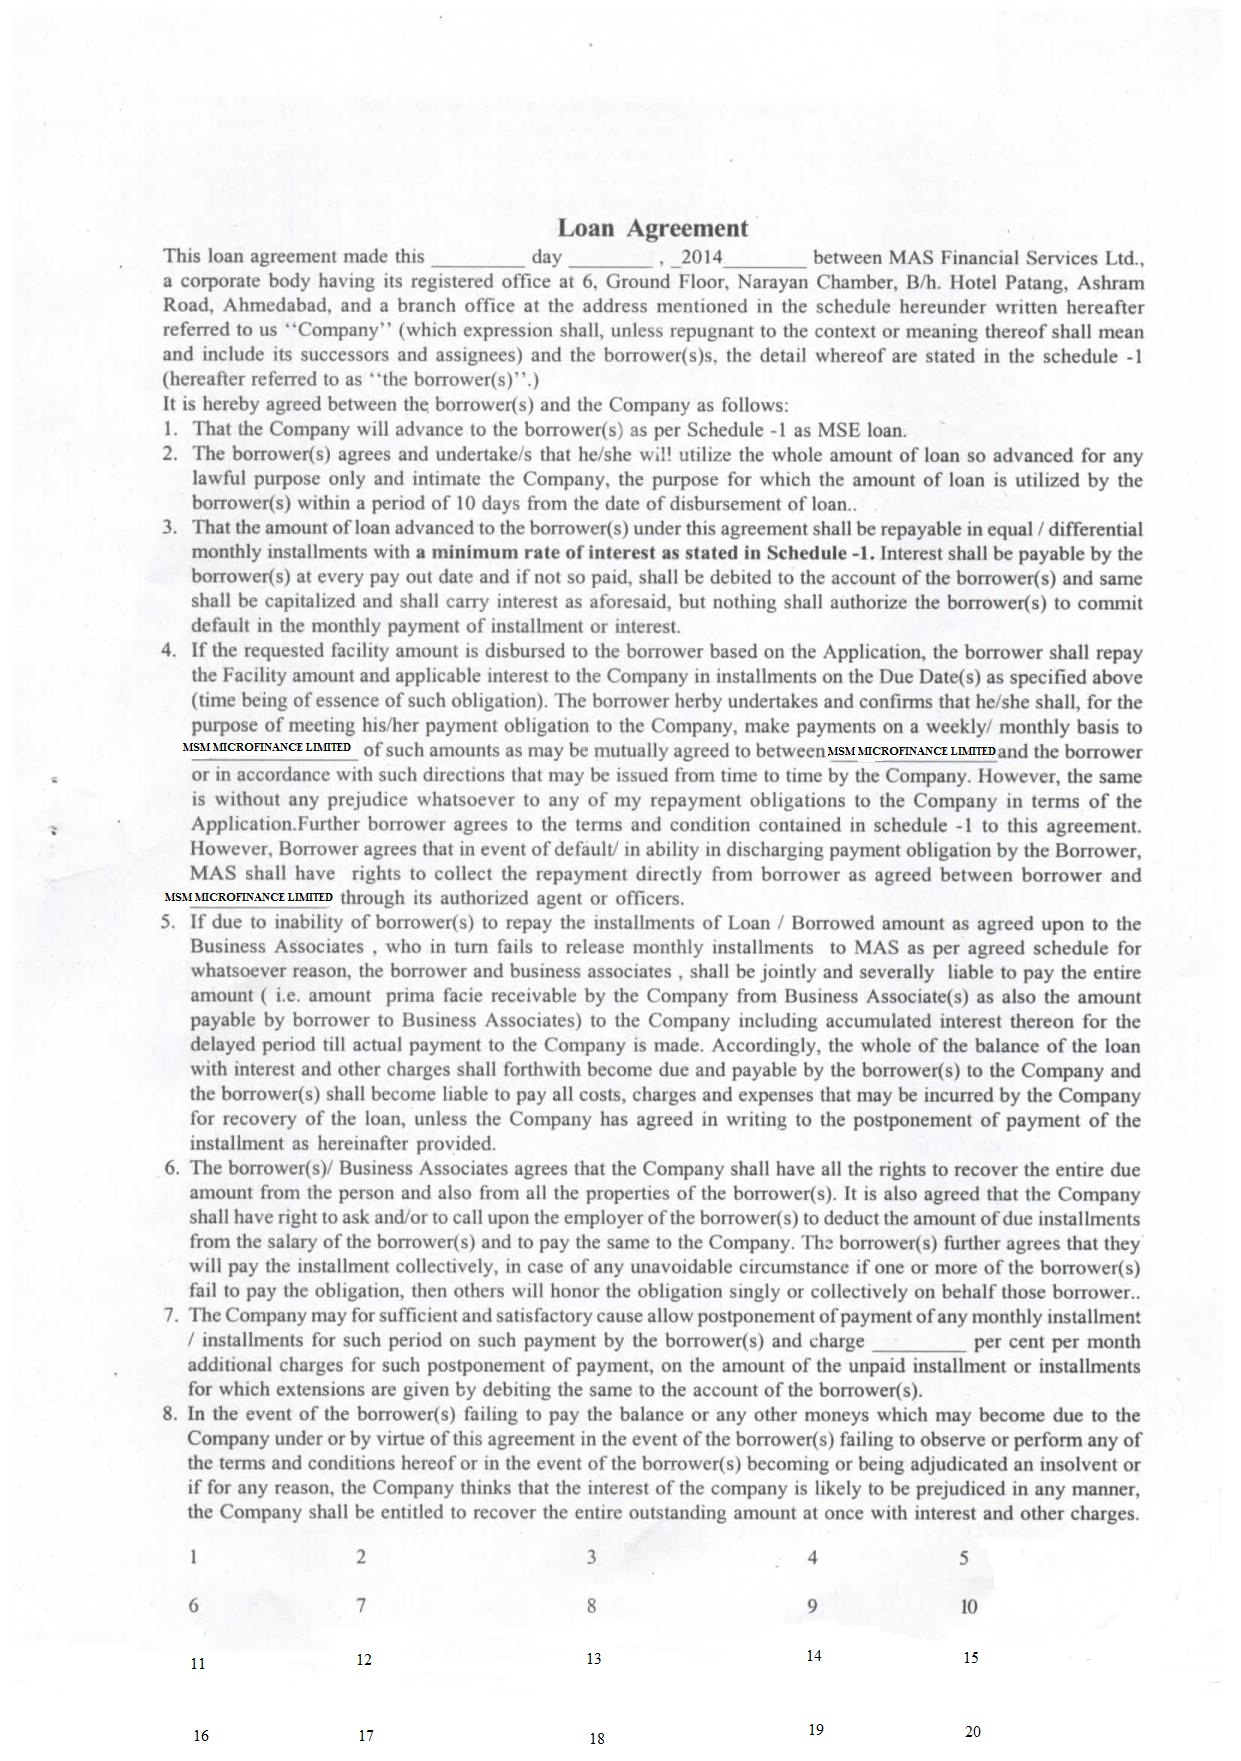 Loan Agreement
This loan agreement made this _________ day ________ , _2014________ between MAS Financial Services Ltd.,
a corporate body having its registered office at 6, Ground Floor, Narayan Chamber, B/h. Hotel Patang, Ashram
Road, Ahmedabad, and a branch office at the address mentioned in the schedule hereunder written hereafter
referred to us ‘‘Company’’ (which expression shall, unless repugnant to the context or meaning thereof shall mean
and include its successors and assignees) and the borrower(s)s, the detail whereof are stated in the schedule -1
(hereafter referred to as ‘‘the borrower(s)’’.)
It is hereby agreed between the borrower(s) and the Company as follows:
1. That the Company will advance to the borrower(s) as per Schedule -1 as MSE loan.
2. The borrower(s) agrees and undertake/s that he/she will utilize the whole amount of loan so advanced for any
lawful purpose only and intimate the Company, the purpose for which the amount of loan is utilized by the
borrower(s) within a period of 10 days from the date of disbursement of loan..
3. That the amount of loan advanced to the borrower(s) under this agreement shall be repayable in equal / differential
monthly installments with a minimum rate of interest as stated in Schedule -1. Interest shall be payable by the
borrower(s) at every pay out date and if not so paid, shall be debited to the account of the borrower(s) and same
shall be capitalized and shall carry interest as aforesaid, but nothing shall authorize the borrower(s) to commit
default in the monthly payment of installment or interest.
4. If the requested facility amount is disbursed to the borrower based on the Application, the borrower shall repay
the Facility amount and applicable interest to the Company in installments on the Due Date(s) as specified above
(time being of essence of such obligation). The borrower herby undertakes and confirms that he/she shall, for the
purpose of meeting his/her payment obligation to the Company, make payments on a weekly/ monthly basis to
MSM MICROFINANCE LIMITED of such amounts as may be mutually agreed to between MSM MICROFINANCE LIMITED and the borrower
or in accordance with such directions that may be issued from time to time by the Company. However, the same
is without any prejudice whatsoever to any of my repayment obligations to the Company in terms of the
Application.Further borrower agrees to the terms and condition contained in schedule -1 to this agreement.
However, Borrower agrees that in event of default/ in ability in discharging payment obligation by the Borrower,
MAS shall have rights to collect the repayment directly from borrower as agreed between borrower and
MSM MICROFINANCE LIMITED through its authorized agent or officers.
5. If due to inability of borrower(s) to repay the installments of Loan / Borrowed amount as agreed upon to the
Business Associates , who in turn fails to release monthly installments to MAS as per agreed schedule for
whatsoever reason, the borrower and business associates , shall be jointly and severally liable to pay the entire
amount ( i.e. amount prima facie receivable by the Company from Business Associate(s) as also the amount
payable by borrower to Business Associates) to the Company including accumulated interest thereon for the
delayed period till actual payment to the Company is made. Accordingly, the whole of the balance of the loan
with interest and other charges shall forthwith become due and payable by the borrower(s) to the Company and
the borrower(s) shall become liable to pay all costs, charges and expenses that may be incurred by the Company
for recovery of the loan, unless the Company has agreed in writing to the postponement of payment of the
installment as hereinafter provided.
6. The borrower(s)/ Business Associates agrees that the Company shall have all the rights to recover the entire due
amount from the person and also from all the properties of the borrower(s). It is also agreed that the Company
shall have right to ask and/or to call upon the employer of the borrower(s) to deduct the amount of due installments
from the salary of the borrower(s) and to pay the same to the Company. The borrower(s) further agrees that they
will pay the installment collectively, in case of any unavoidable circumstance if one or more of the borrower(s)
fail to pay the obligation, then others will honor the obligation singly or collectively on behalf those borrower..
7. The Company may for sufficient and satisfactory cause allow postponement of payment of any monthly installment
/ installments for such period on such payment by the borrower(s) and charge _________ per cent per month
additional charges for such postponement of payment, on the amount of the unpaid installment or installments
for which extensions are given by debiting the same to the account of the borrower(s).
8. In the event of the borrower(s) failing to pay the balance or any other moneys which may become due to the
Company under or by virtue of this agreement in the event of the borrower(s) failing to observe or perform any of
the terms and conditions hereof or in the event of the borrower(s) becoming or being adjudicated an insolvent or
if for any reason, the Company thinks that the interest of the company is likely to be prejudiced in any manner,
the Company shall be entitled to recover the entire outstanding amount at once with interest and other charges.
1 2 3 4 5
6 7 8 9 10
11 12 13 14 15
16 17 18 19 20